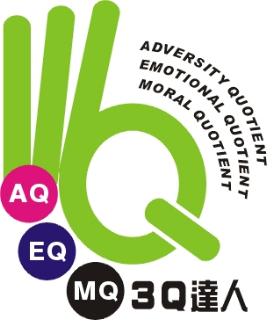 ADVERSITY QUOTIENT
EMOTIONAL QUOTIENT
MORAL QUOTIENT
AQ
EQ
MQ
3Q達人